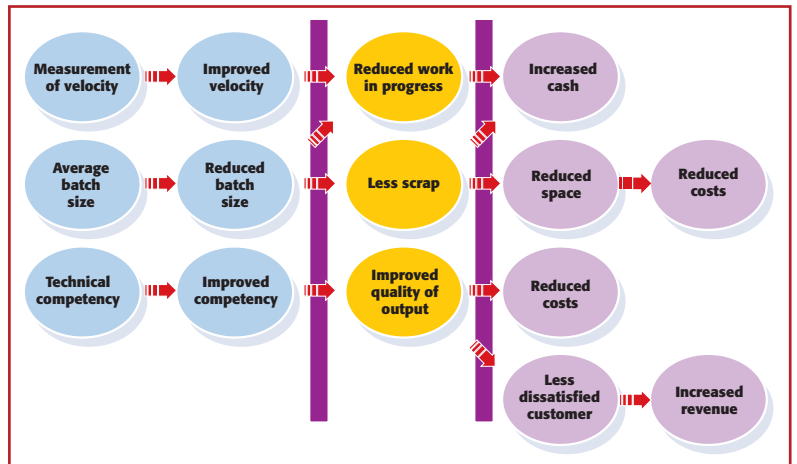 Measurement
of velocity
Improved
velocity
Reduced work
in progress
Increased
cash
Average
batch
size
Reduced
batch
size
Less scrap
Reduced
space
Reduced
costs
Technical
competency
Improved
competency
Improved
quality of
output
Reduced
costs
Less
dissatisfied
customer
Increased
revenue